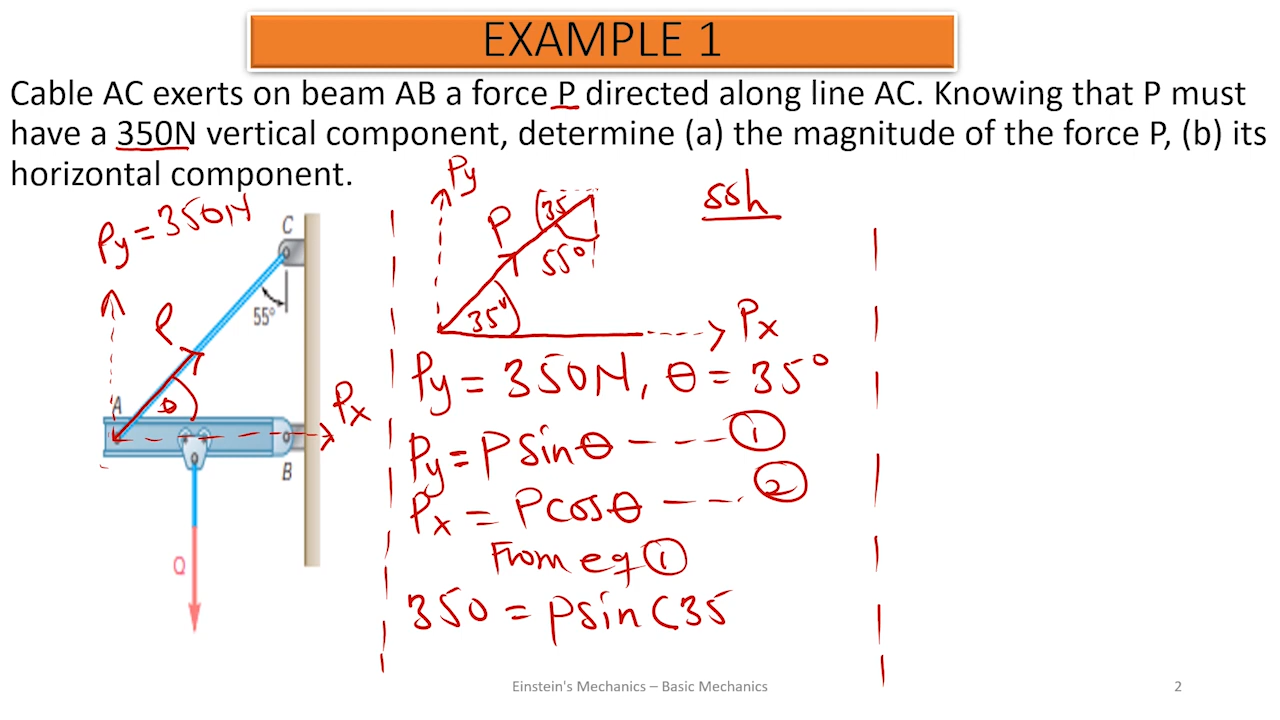 EXAMPLE 1
Cable AC exerts on beam AB a force P directed along line AC. Knowing that P must
have a 350N vertical component, determine (a) the magnitude of the force P, (b) its
horizontal component.
Py = 350N
C
55°
P
A
θ
Px
B
Q
Py
P
35
55°
35°
Px
Py = 350N, θ = 35°
Py = P sin θ ---- ①
Px = P cos θ ---- ②
From eq ①
350 = P sin (35
Einstein's Mechanics – Basic Mechanics
2